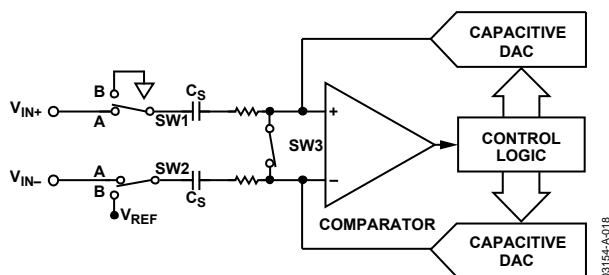 CAPACITIVE
DAC
B
CS
VIN+
A
SW1
+
SW3
CONTROL
LOGIC
VIN–
A
SW2
–
B
CS
VREF
COMPARATOR
CAPACITIVE
DAC
03154-A-018